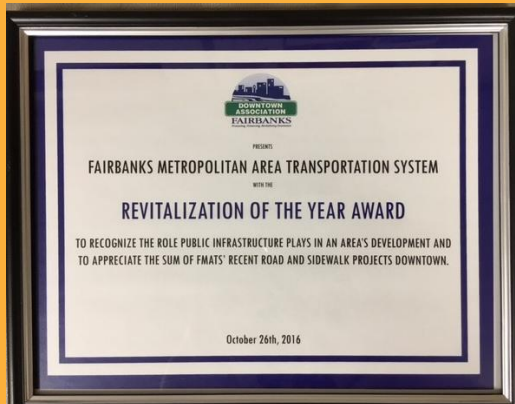 DOWNTOWN
ASSOCIATION
FAIRBANKS
PRESENTS
FAIRBANKS METROPOLITAN AREA TRANSPORTATION SYSTEM
WITH THE
REVITALIZATION OF THE YEAR AWARD
TO RECOGNIZE THE ROLE PUBLIC INFRASTRUCTURE PLAYS IN AN AREA'S DEVELOPMENT AND
TO APPRECIATE THE SUM OF FMATS' RECENT ROAD AND SIDEWALK PROJECTS DOWNTOWN.
October 26th, 2016